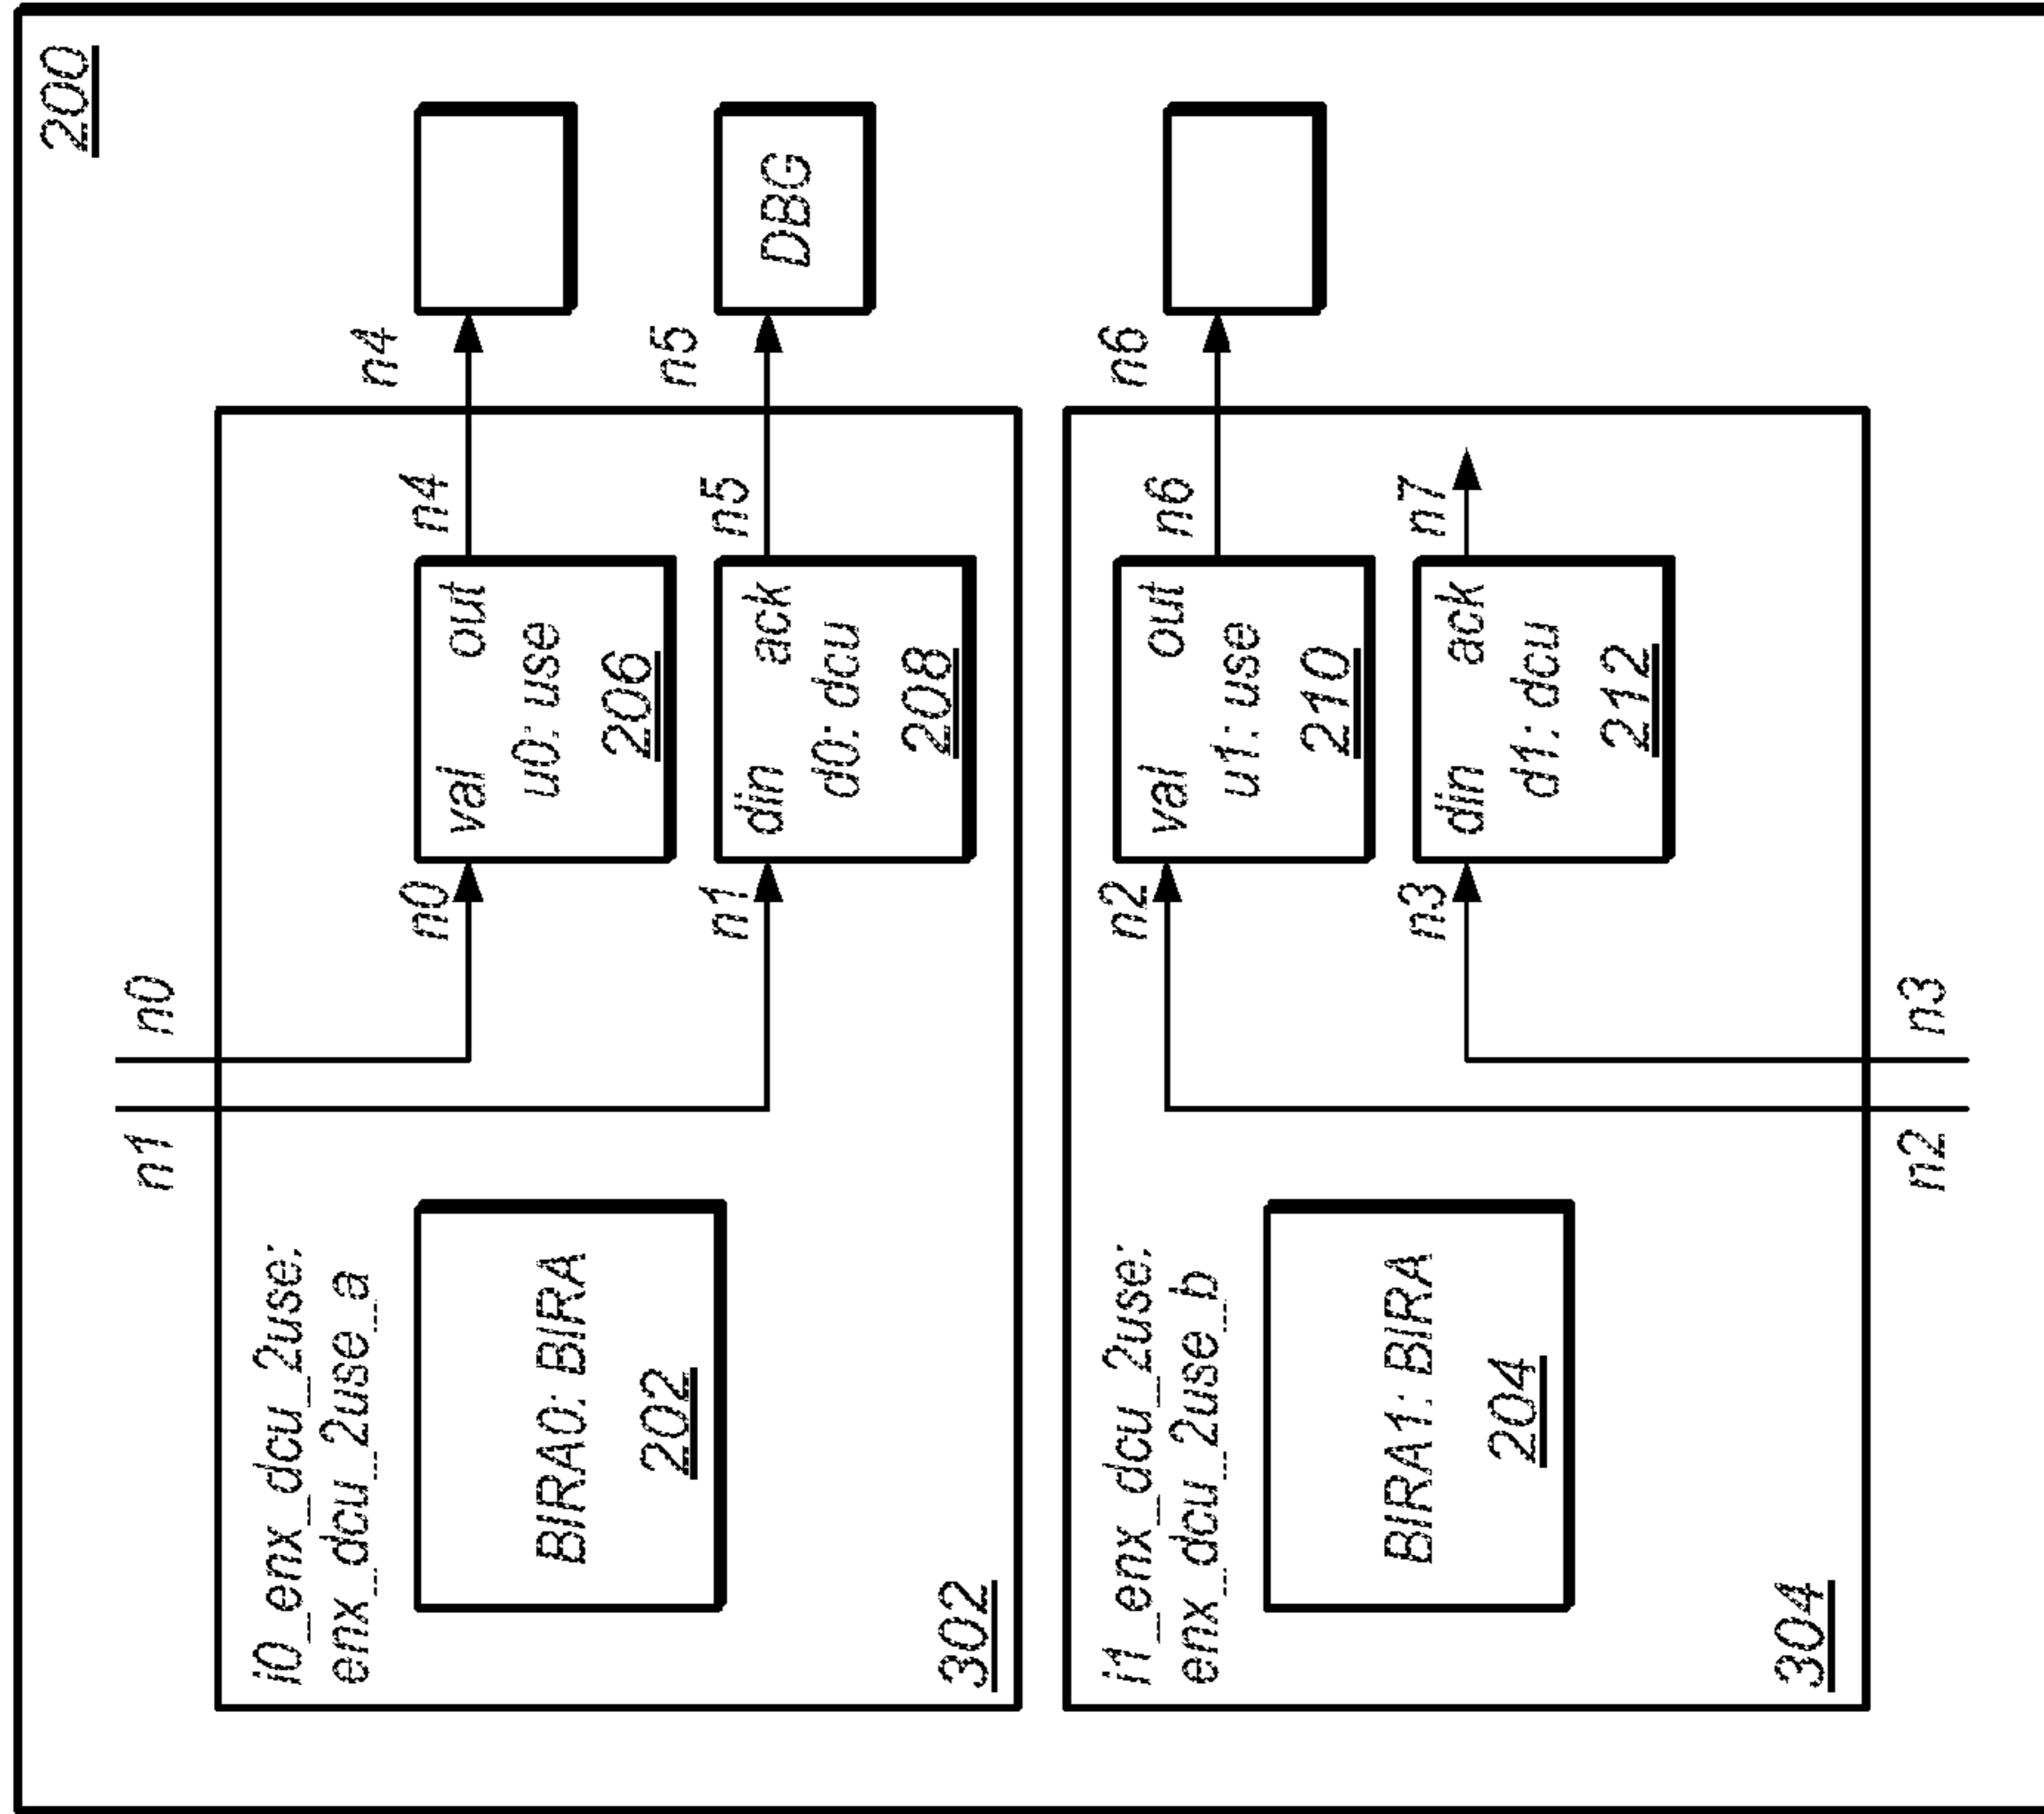 200
i0_enx_dcu_2use:
enx_dcu_2use_a
BIRA0: BIRA
202
302
n1
n0
n0
val
out
u0: use
206
n4
n4
n1
din
ack
d0: dcu
208
n5
n5
DBG
i1_enx_dcu_2use:
enx_dcu_2use_b
BIRA1: BIRA
204
304
n2
val
out
u1: use
210
n6
n6
n3
din
ack
d1: dcu
212
n7
n2
n3